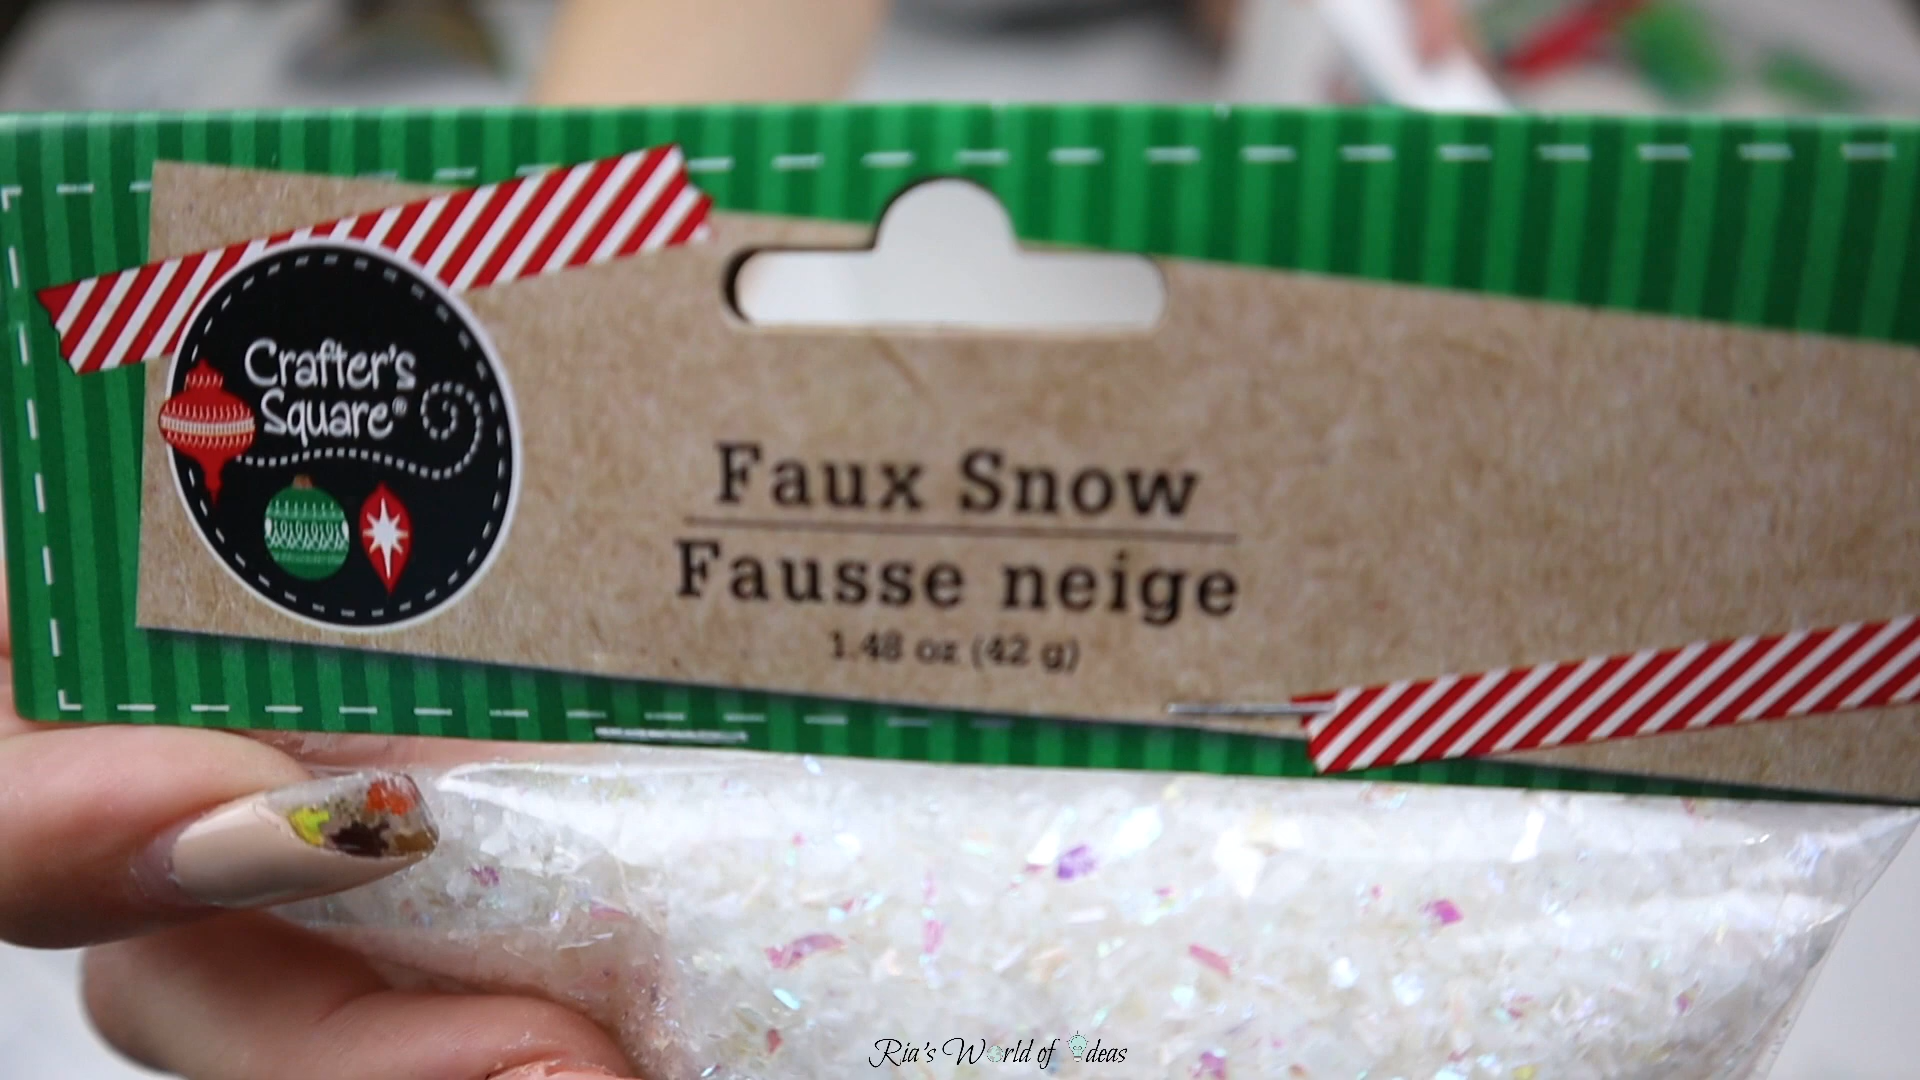 Crafter's
Square®
Faux Snow
Fausse neige
1.48 oz (42 g)
Ria's World of Ideas